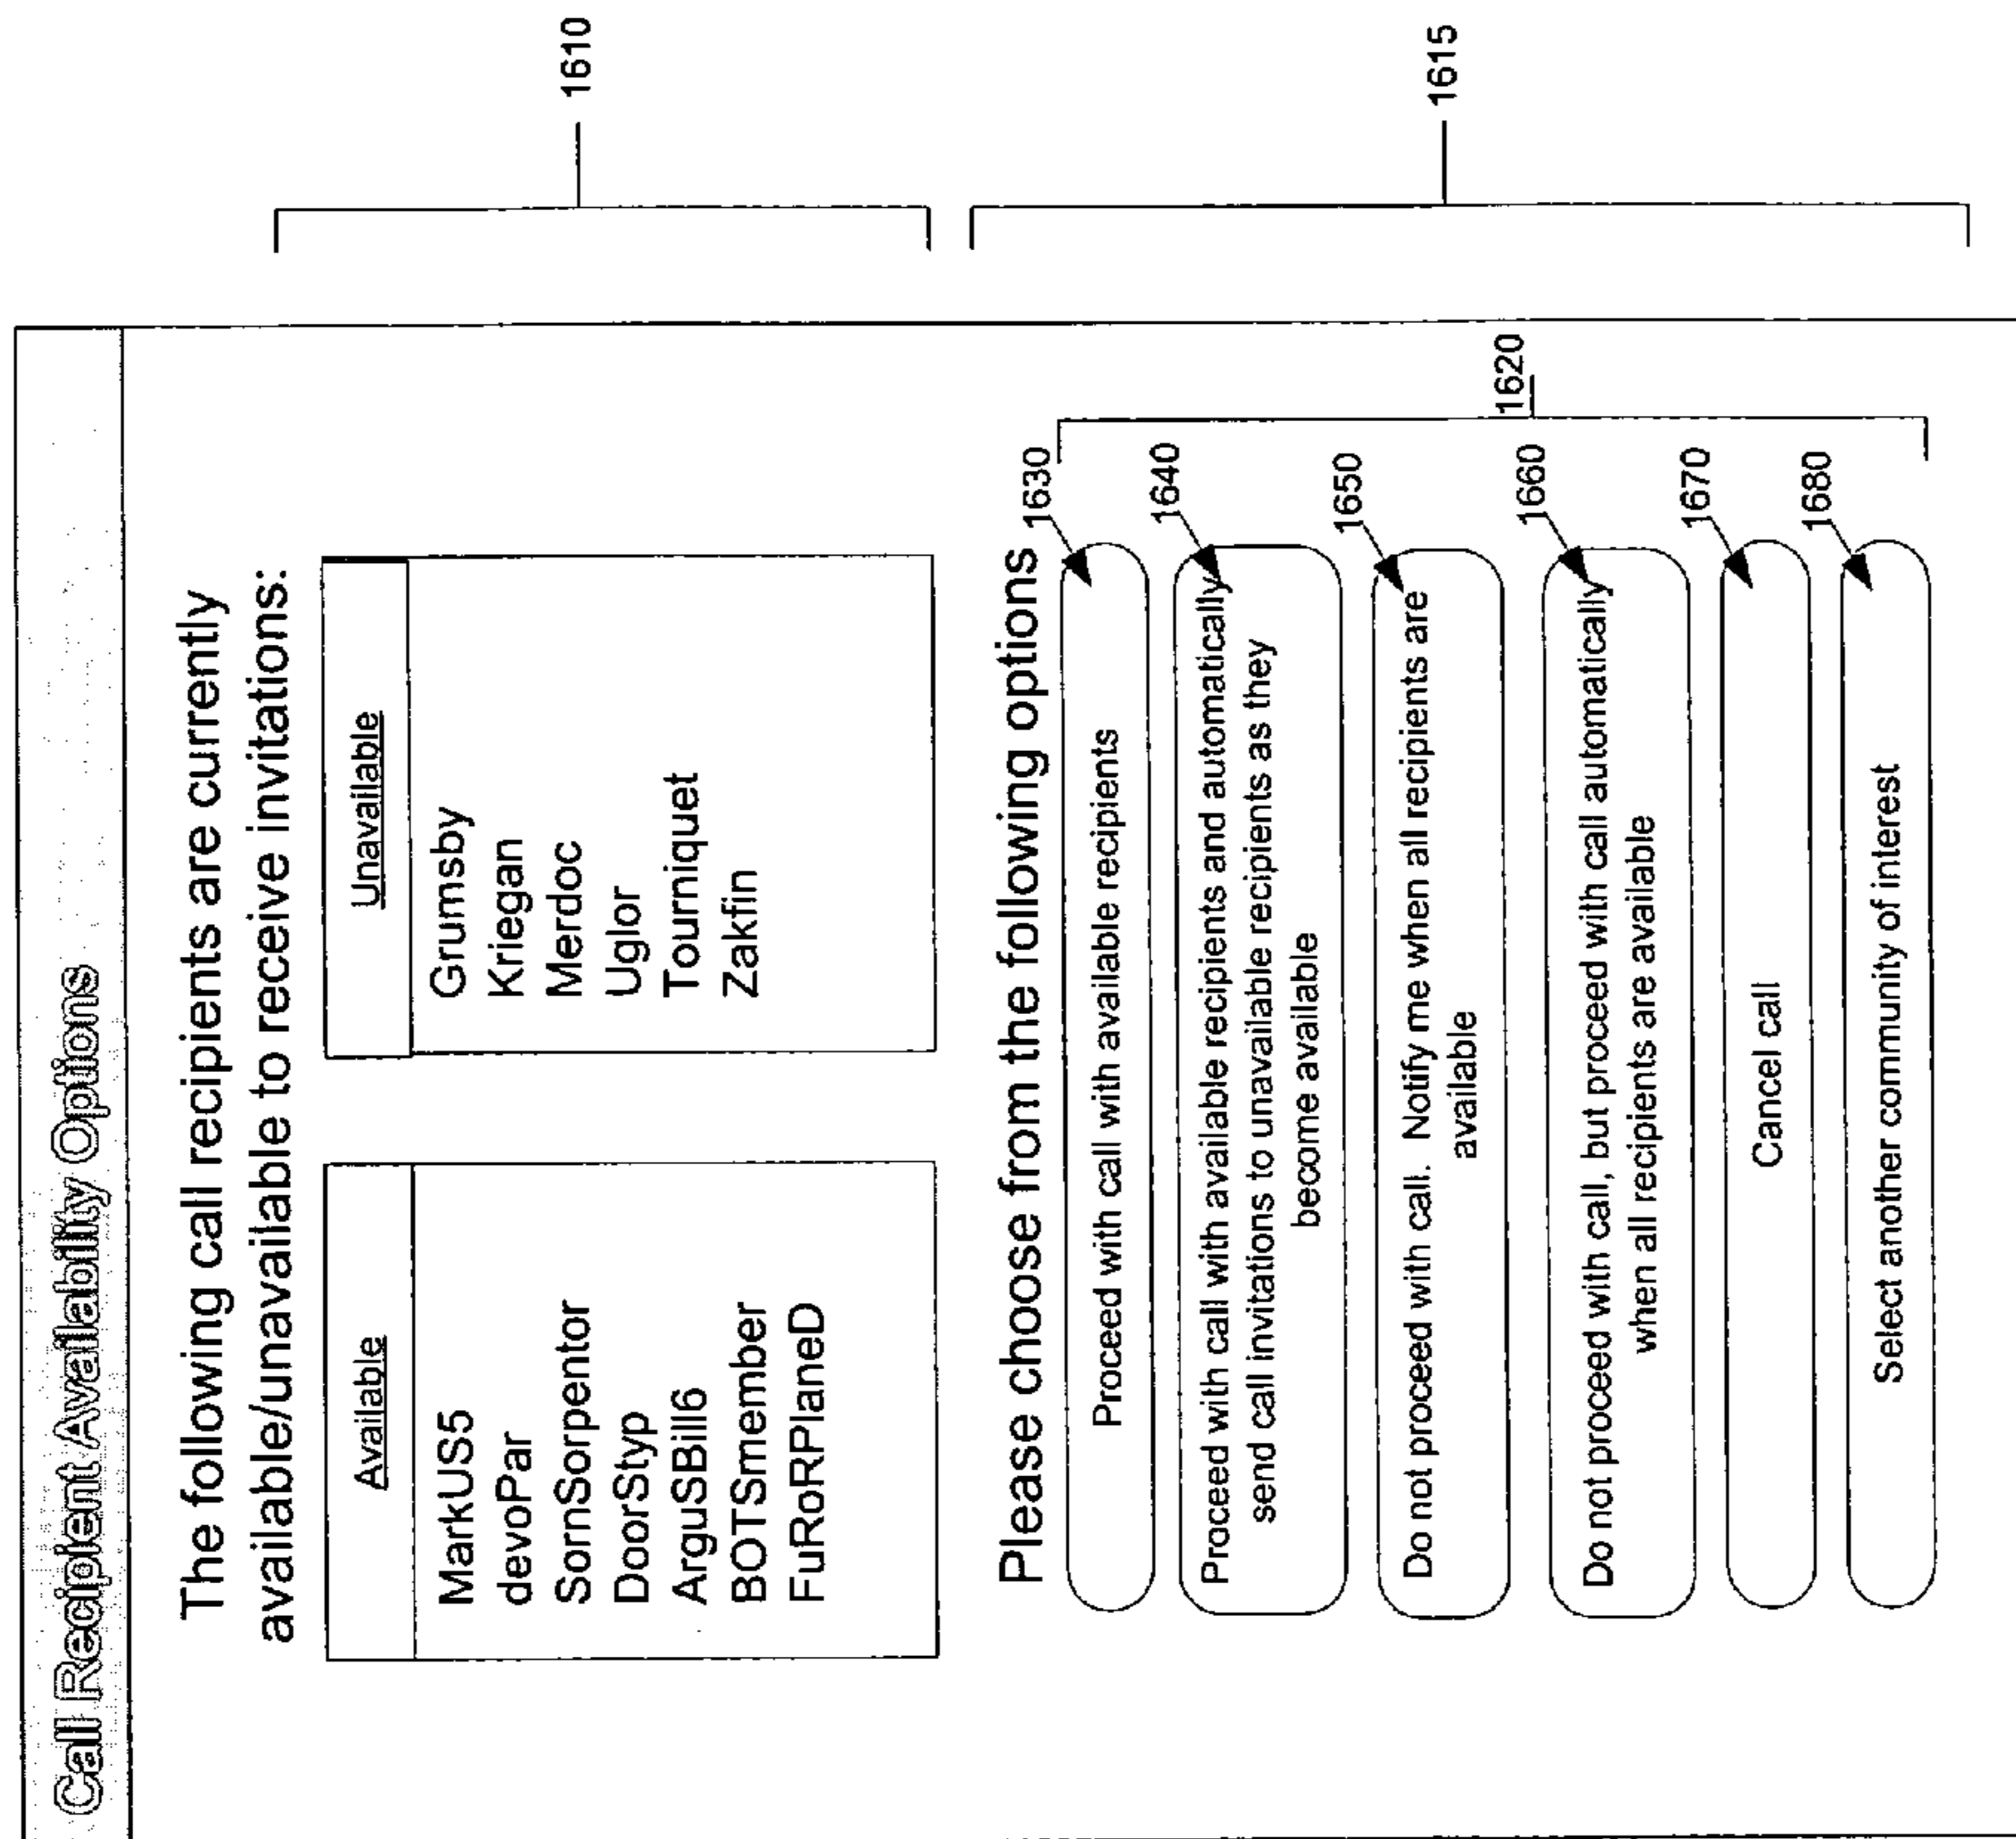 Call Recipient Availability Options
The following call recipients are currently
available/unavailable to receive invitations:
Available
MarkUS5
devoPar
SornSorpentor
DoorStyp
ArguSBill6
BOTSmember
FuRoRPlaneD
Unavailable
Grumsby
Kriegan
Merdoc
Uglor
Tourniquet
Zakfin
1610
Please choose from the following options
1615
1620
Proceed with call with available recipients
1630
Proceed with call with available recipients and automatically
send call invitations to unavailable recipients as they
become available
1640
Do not proceed with call. Notify me when all recipients are
available
1650
Do not proceed with call, but proceed with call automatically
when all recipients are available
1660
Cancel call
1670
Select another community of interest
1680